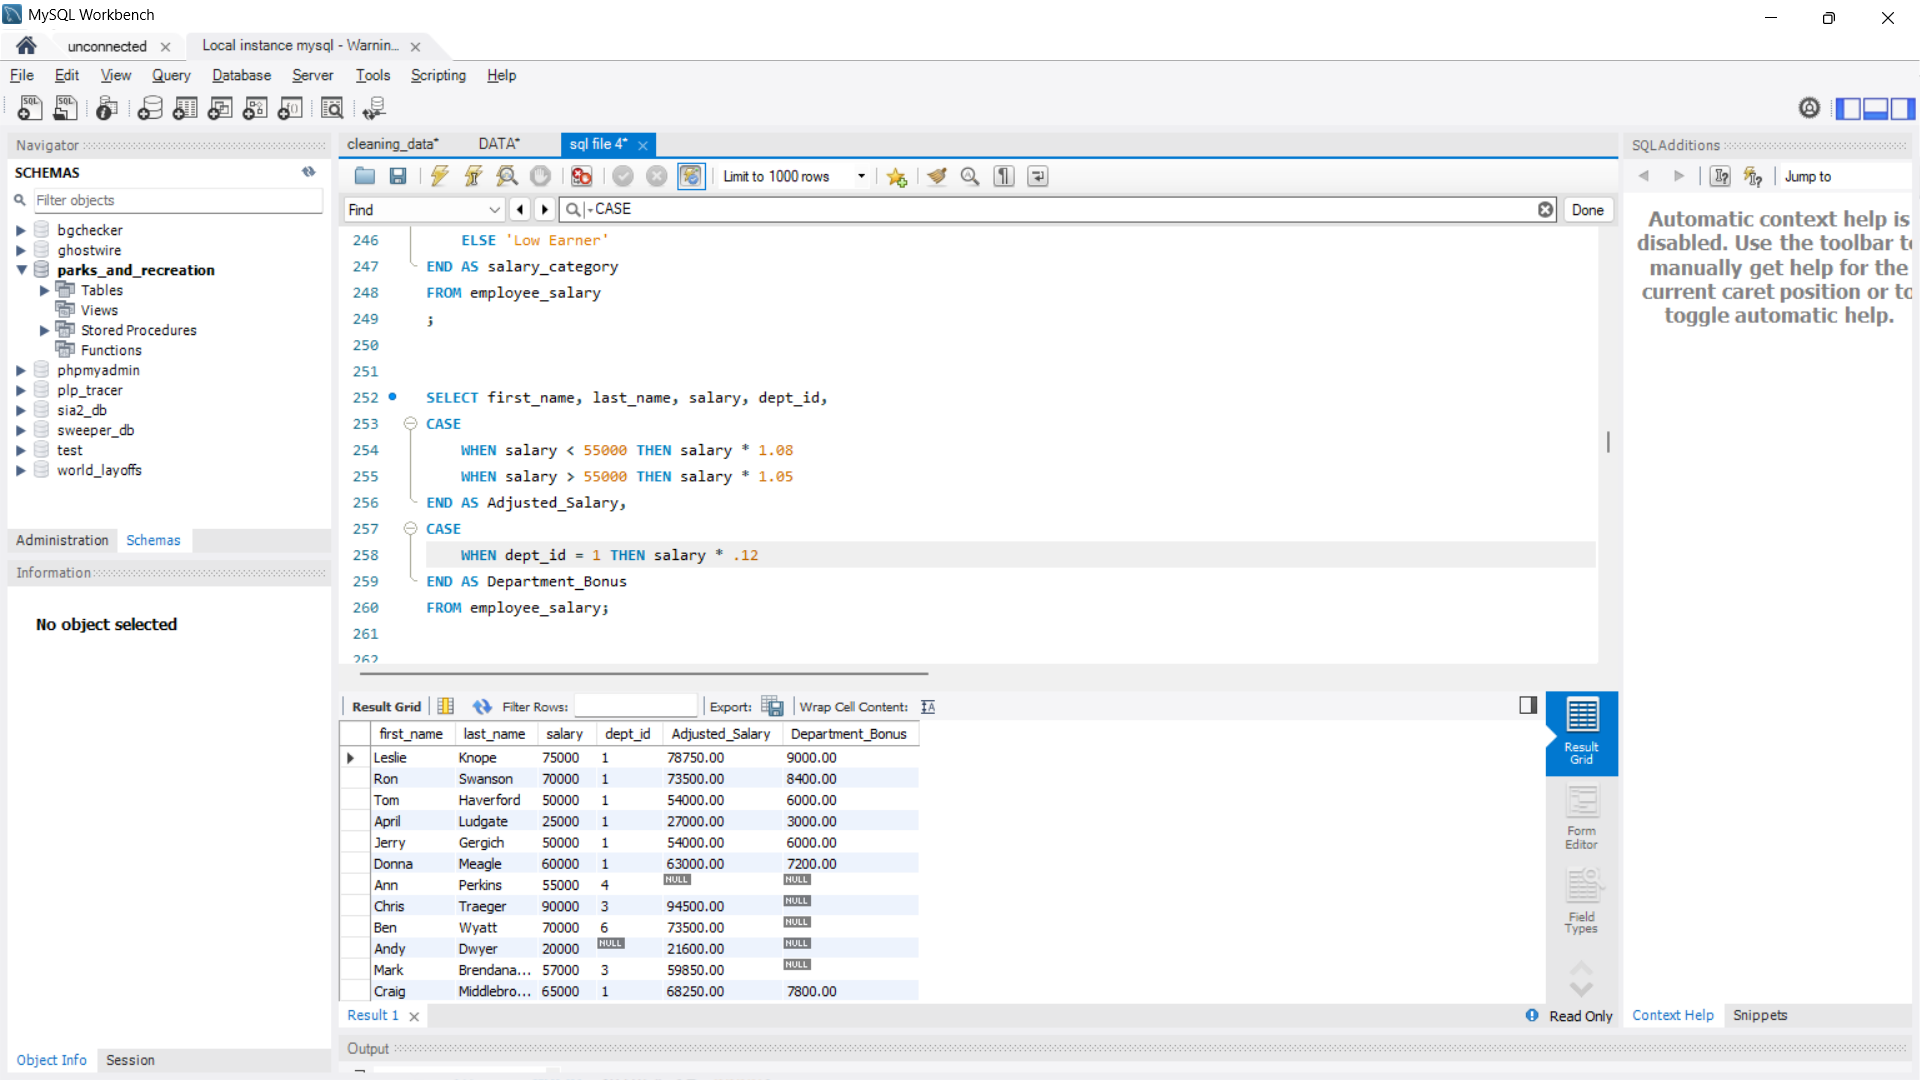 MySQL Workbench
unconnected
Local instance mysql - Warnin...
File Edit View Query Database Server Tools Scripting Help
Navigator
SCHEMAS
Filter objects
bgchecker
ghostwire
parks_and_recreation
Tables
Views
Stored Procedures
Functions
phpmyadmin
plp_tracer
sia2_db
sweeper_db
test
world_layoffs
Administration Schemas
Information
No object selected
Object Info Session
cleaning_data* DATA* sql file 4*
Limit to 1000 rows
Find CASE Done
246 ELSE 'Low Earner'
247 END AS salary_category
248 FROM employee_salary
249 ;
250
251
252 SELECT first_name, last_name, salary, dept_id,
253 CASE
254 WHEN salary < 55000 THEN salary * 1.08
255 WHEN salary > 55000 THEN salary * 1.05
256 END AS Adjusted_Salary,
257 CASE
258 WHEN dept_id = 1 THEN salary * .12
259 END AS Department_Bonus
260 FROM employee_salary;
261
262
Result Grid Filter Rows: Export: Wrap Cell Content:
first_name last_name salary dept_id Adjusted_Salary Department_Bonus
Leslie Knope 75000 1 78750.00 9000.00
Ron Swanson 70000 1 73500.00 8400.00
Tom Haverford 50000 1 54000.00 6000.00
April Ludgate 25000 1 27000.00 3000.00
Jerry Gergich 50000 1 54000.00 6000.00
Donna Meagle 60000 1 63000.00 7200.00
Ann Perkins 55000 4 NULL NULL
Chris Traeger 90000 3 94500.00 NULL
Ben Wyatt 70000 6 73500.00 NULL
Andy Dwyer 20000 NULL 21600.00 NULL
Mark Brendana... 57000 3 59850.00 NULL
Craig Middlebro... 65000 1 68250.00 7800.00
Result 1
Output
Result
Grid
Form
Editor
Field
Types
Read Only
SQLAdditions
Jump to
Automatic context help is
disabled. Use the toolbar t
manually get help for the
current caret position or to
toggle automatic help.
Context Help Snippets